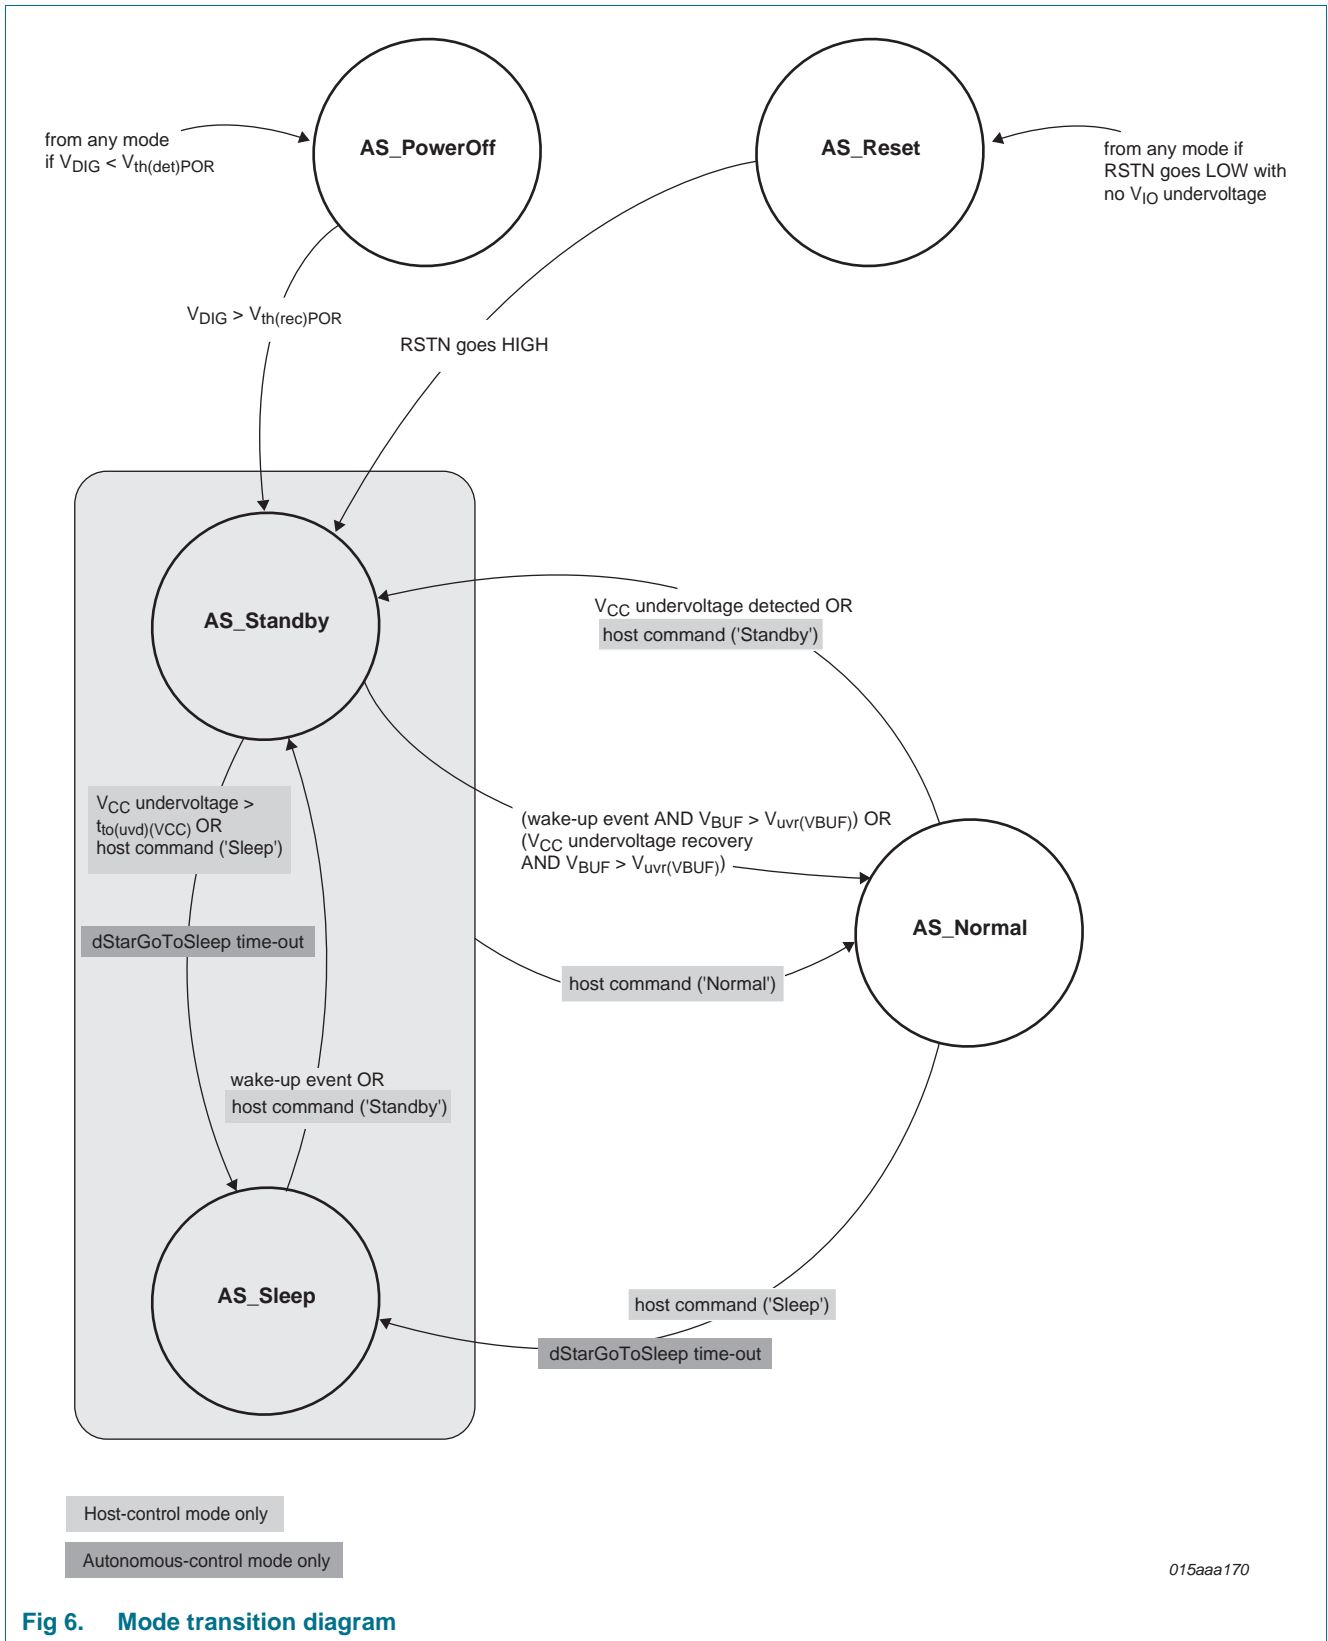 AS_PowerOff
AS_Reset
from any mode
if VDIG < Vth(det)POR
from any mode if
RSTN goes LOW with
no VIO undervoltage
VDIG > Vth(rec)POR
RSTN goes HIGH
AS_Standby
VCC undervoltage detected OR
host command ('Standby')
VCC undervoltage >
tto(uvd)(VCC) OR
host command ('Sleep')
(wake-up event AND VBUF > Vuvr(VBUF)) OR
(VCC undervoltage recovery
AND VBUF > Vuvr(VBUF))
AS_Normal
dStarGoToSleep time-out
host command ('Normal')
wake-up event OR
host command ('Standby')
AS_Sleep
host command ('Sleep')
dStarGoToSleep time-out
Host-control mode only
Autonomous-control mode only
015aaa170
Fig 6. Mode transition diagram